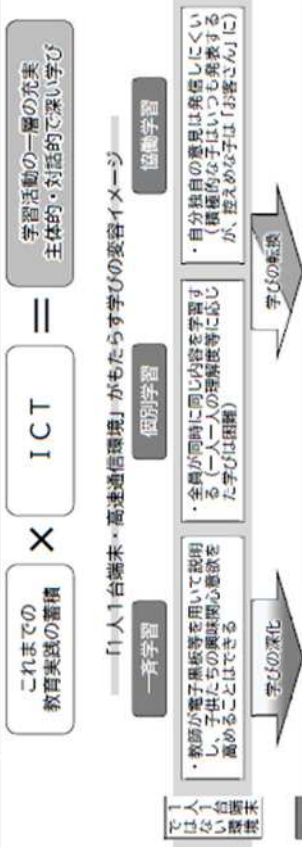 これまでの
教育実践の蓄積
×
ICT
＝
学習活動の一層の充実
主体的・対話的で深い学び
「1人1台端末・高速通信環境」がもたらす学びの変容イメージ
一斉学習
個別学習
協働学習
1人1台端末
ではない環境
・教師が電子黒板等を用いて説明
し、子供たちの興味関心意欲を
高めることはできる
・全員が同時に同じ内容を学習す
る（一人一人の理解度等に応じ
た学びは困難）
・自分独自の意見は発信しにくい
（積極的な子はいつも発表する
が、控えめな子は「お客さん」に）
学びの深化
学びの転換